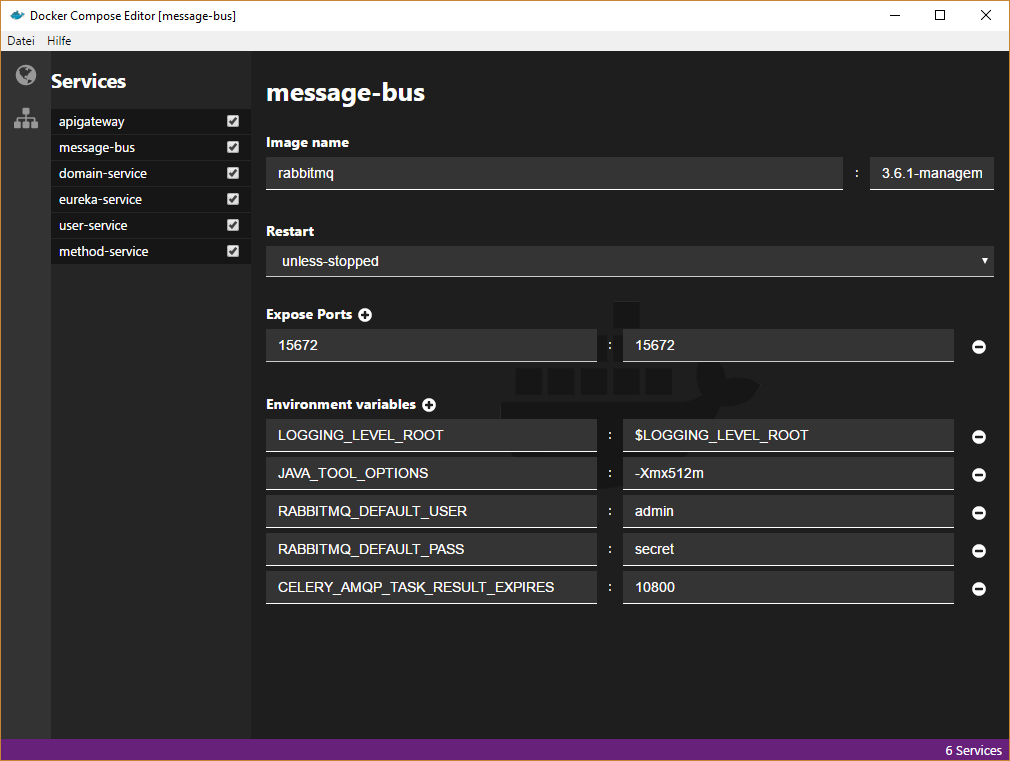 Docker Compose Editor [message-bus]
Datei Hilfe
Services
apigateway
message-bus
domain-service
eureka-service
user-service
method-service
message-bus
Image name
rabbitmq : 3.6.1-managem
Restart
unless-stopped
Expose Ports
15672 : 15672
Environment variables
LOGGING_LEVEL_ROOT : $LOGGING_LEVEL_ROOT
JAVA_TOOL_OPTIONS : -Xmx512m
RABBITMQ_DEFAULT_USER : admin
RABBITMQ_DEFAULT_PASS : secret
CELERY_AMQP_TASK_RESULT_EXPIRES : 10800
6 Services